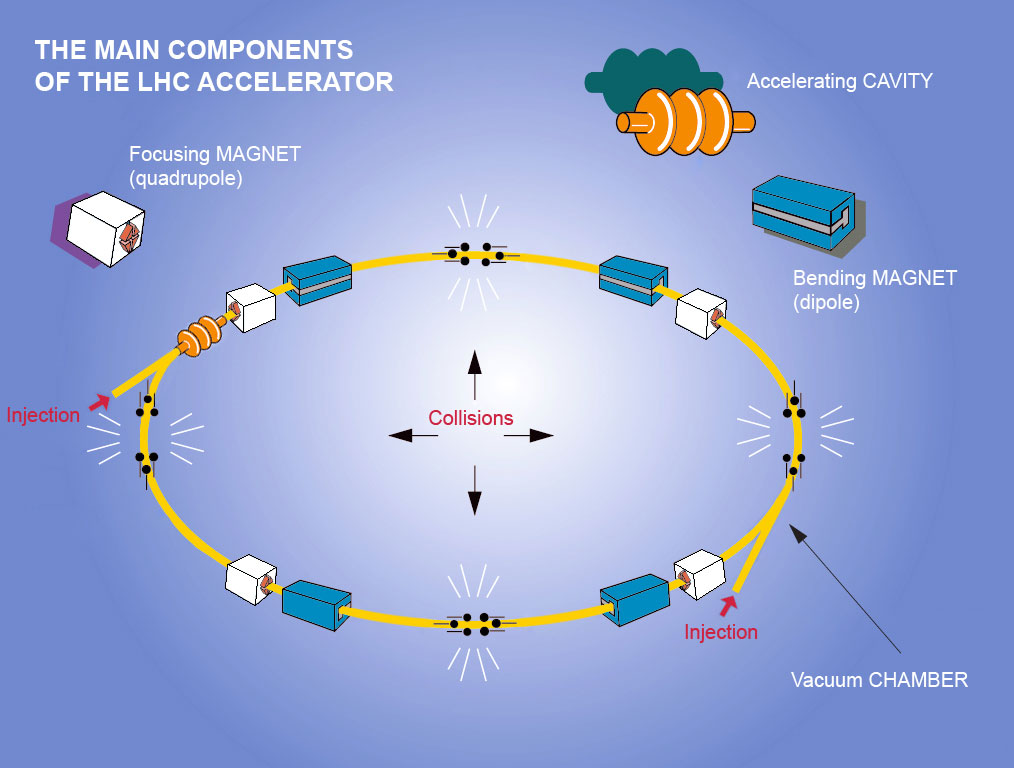 THE MAIN COMPONENTS
OF THE LHC ACCELERATOR
Accelerating CAVITY
Focusing MAGNET
(quadrupole)
Bending MAGNET
(dipole)
Injection
Collisions
Injection
Vacuum CHAMBER